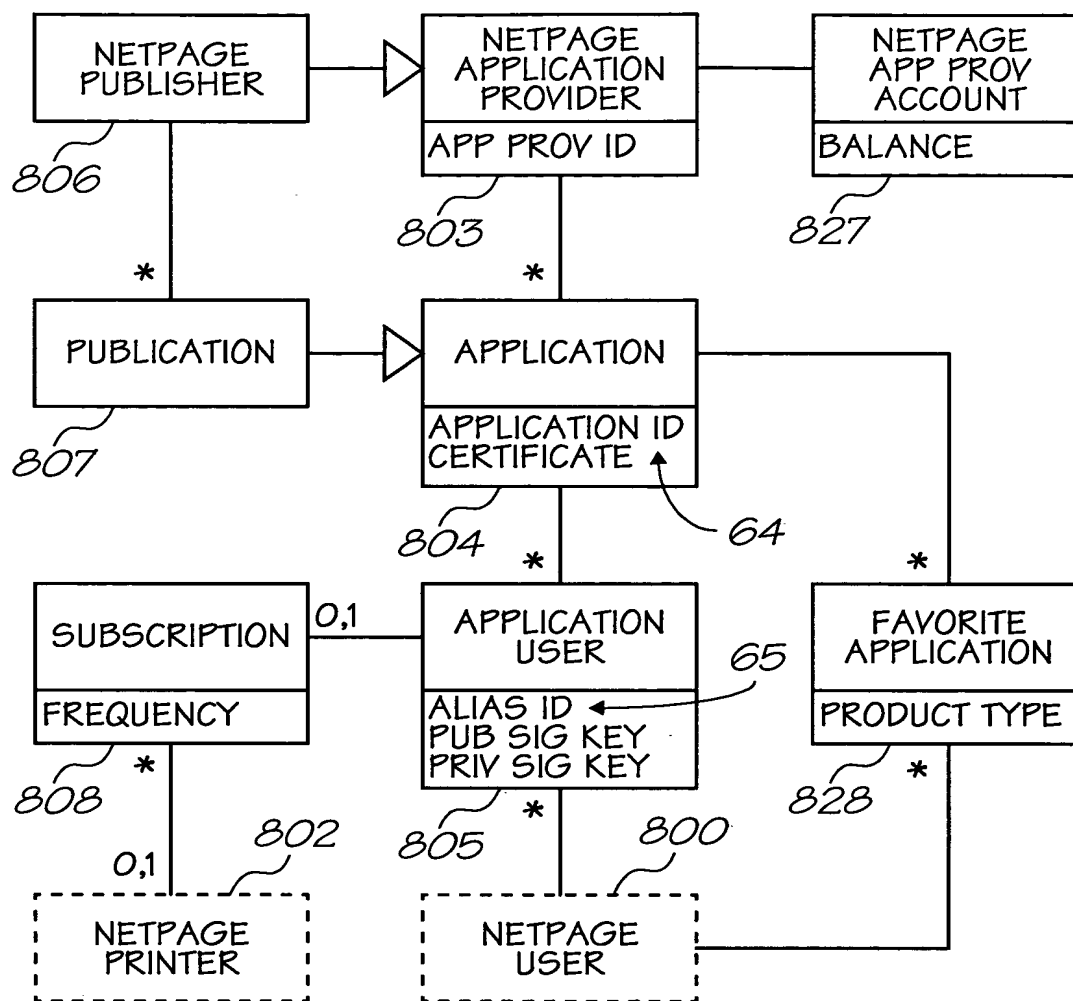 NETPAGE
PUBLISHER
NETPAGE
APPLICATION
PROVIDER
APP PROV ID
NETPAGE
APP PROV
ACCOUNT
BALANCE
806
803
827
*
*
PUBLICATION
APPLICATION
APPLICATION ID
CERTIFICATE
807
804
64
*
*
SUBSCRIPTION
FREQUENCY
0,1
APPLICATION
USER
ALIAS ID
PUB SIG KEY
PRIV SIG KEY
65
FAVORITE
APPLICATION
PRODUCT TYPE
808
*
805
*
828
*
802
800
0,1
NETPAGE
PRINTER
NETPAGE
USER